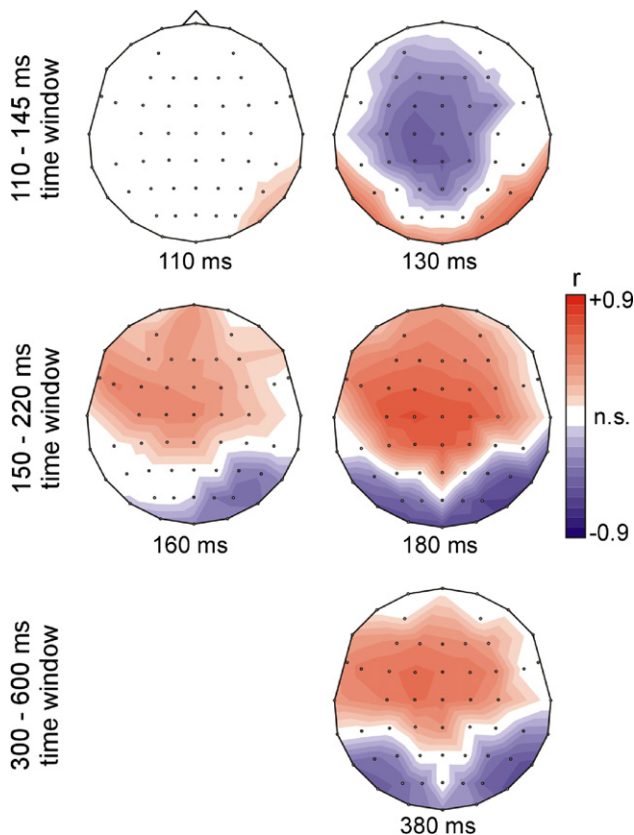 110 - 145 ms
time window
110 ms
130 ms
r
+0.9
n.s.
-0.9
150 - 220 ms
time window
160 ms
180 ms
300 - 600 ms
time window
380 ms